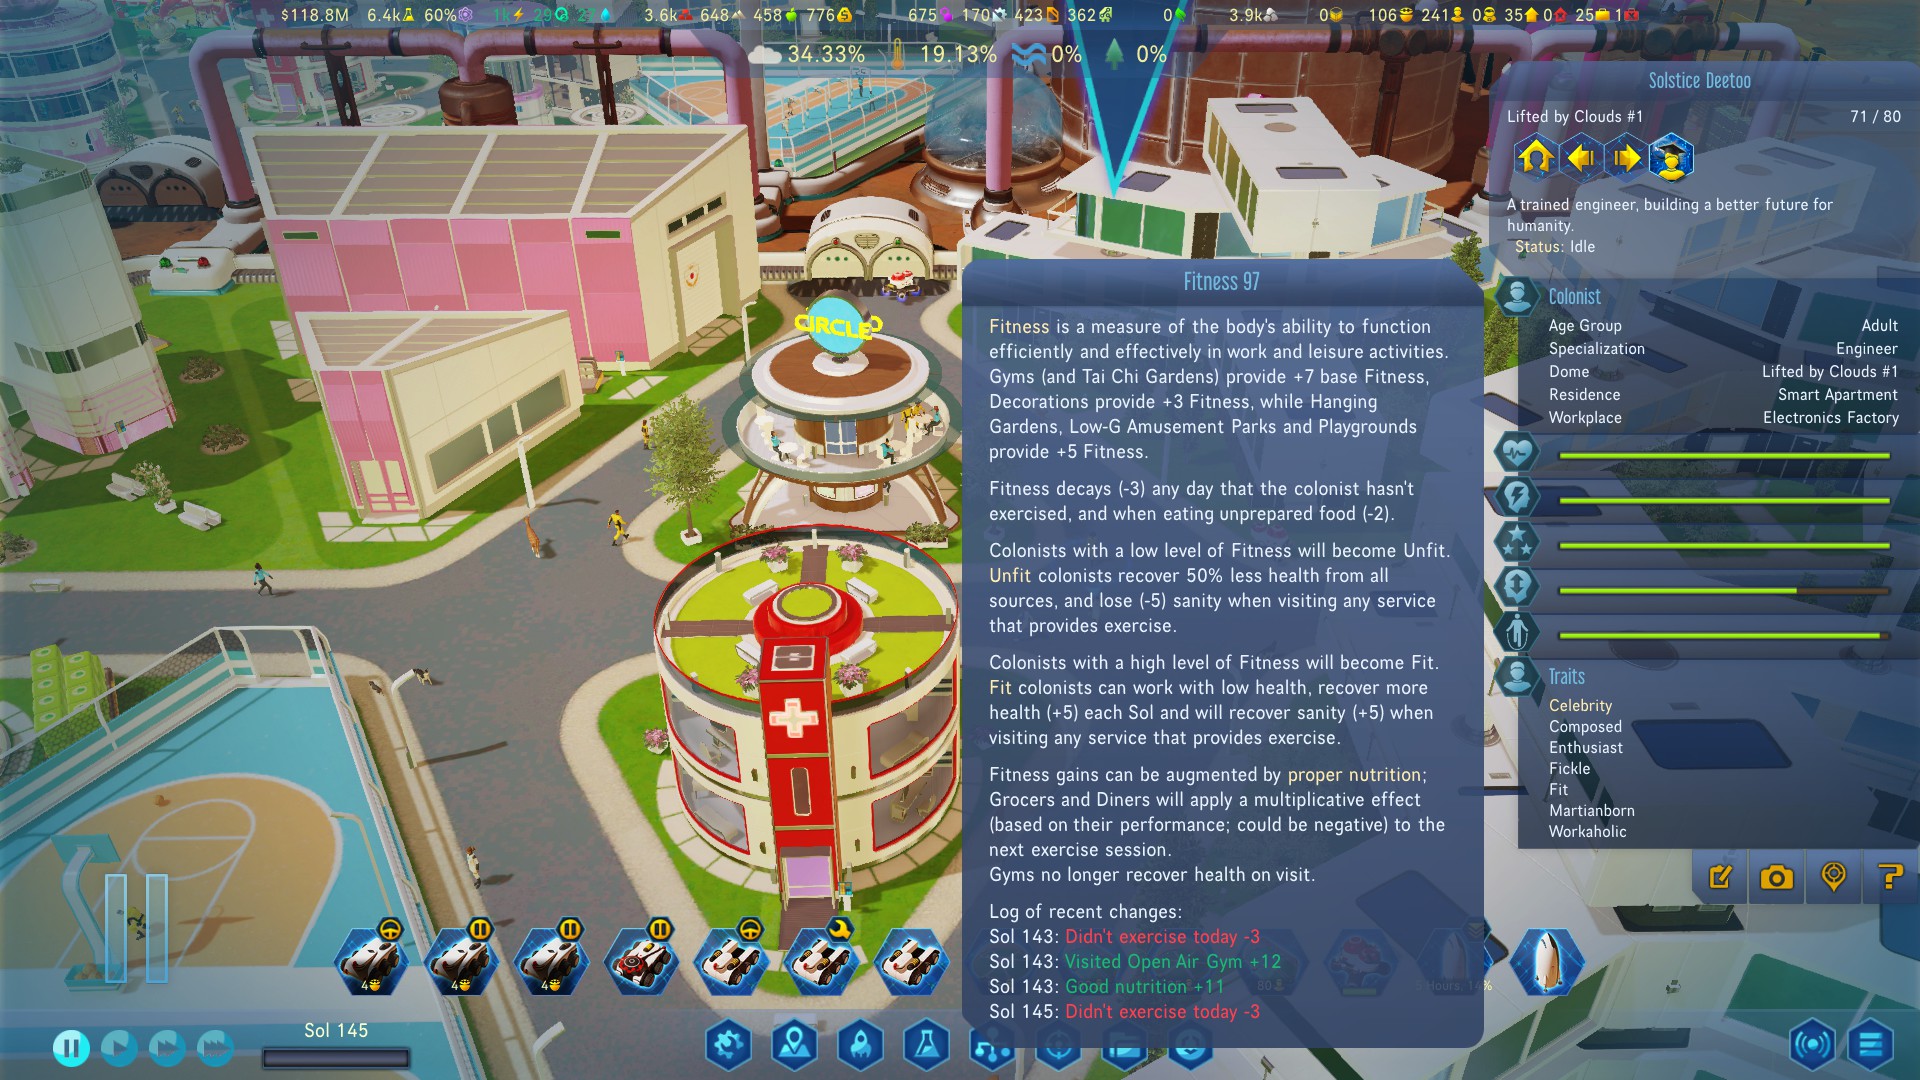 $118.8M 6.4k 60% 1k 29 27 3.6k 648 458 776 675 170 423 362 0 3.9k 0 106 241 0 35 0 25 1
34.33% 19.13% 0% 0%
CIRCLE
Solstice Deetoo
Lifted by Clouds #1 71 / 80
A trained engineer, building a better future for
humanity.
Status: Idle
Colonist
Age Group Adult
Specialization Engineer
Dome Lifted by Clouds #1
Residence Smart Apartment
Workplace Electronics Factory
Traits
Celebrity
Composed
Enthusiast
Fickle
Fit
Martianborn
Workaholic
Fitness 97
Fitness is a measure of the body's ability to function
efficiently and effectively in work and leisure activities.
Gyms (and Tai Chi Gardens) provide +7 base Fitness,
Decorations provide +3 Fitness, while Hanging
Gardens, Low-G Amusement Parks and Playgrounds
provide +5 Fitness.
Fitness decays (-3) any day that the colonist hasn't
exercised, and when eating unprepared food (-2).
Colonists with a low level of Fitness will become Unfit.
Unfit colonists recover 50% less health from all
sources, and lose (-5) sanity when visiting any service
that provides exercise.
Colonists with a high level of Fitness will become Fit.
Fit colonists can work with low health, recover more
health (+5) each Sol and will recover sanity (+5) when
visiting any service that provides exercise.
Fitness gains can be augmented by proper nutrition;
Grocers and Diners will apply a multiplicative effect
(based on their performance; could be negative) to the
next exercise session.
Gyms no longer recover health on visit.
Log of recent changes:
Sol 143: Didn't exercise today -3
Sol 143: Visited Open Air Gym +12
Sol 143: Good nutrition +11
Sol 145: Didn't exercise today -3
4 4 4 80 Hours, 14%
Sol 145
?